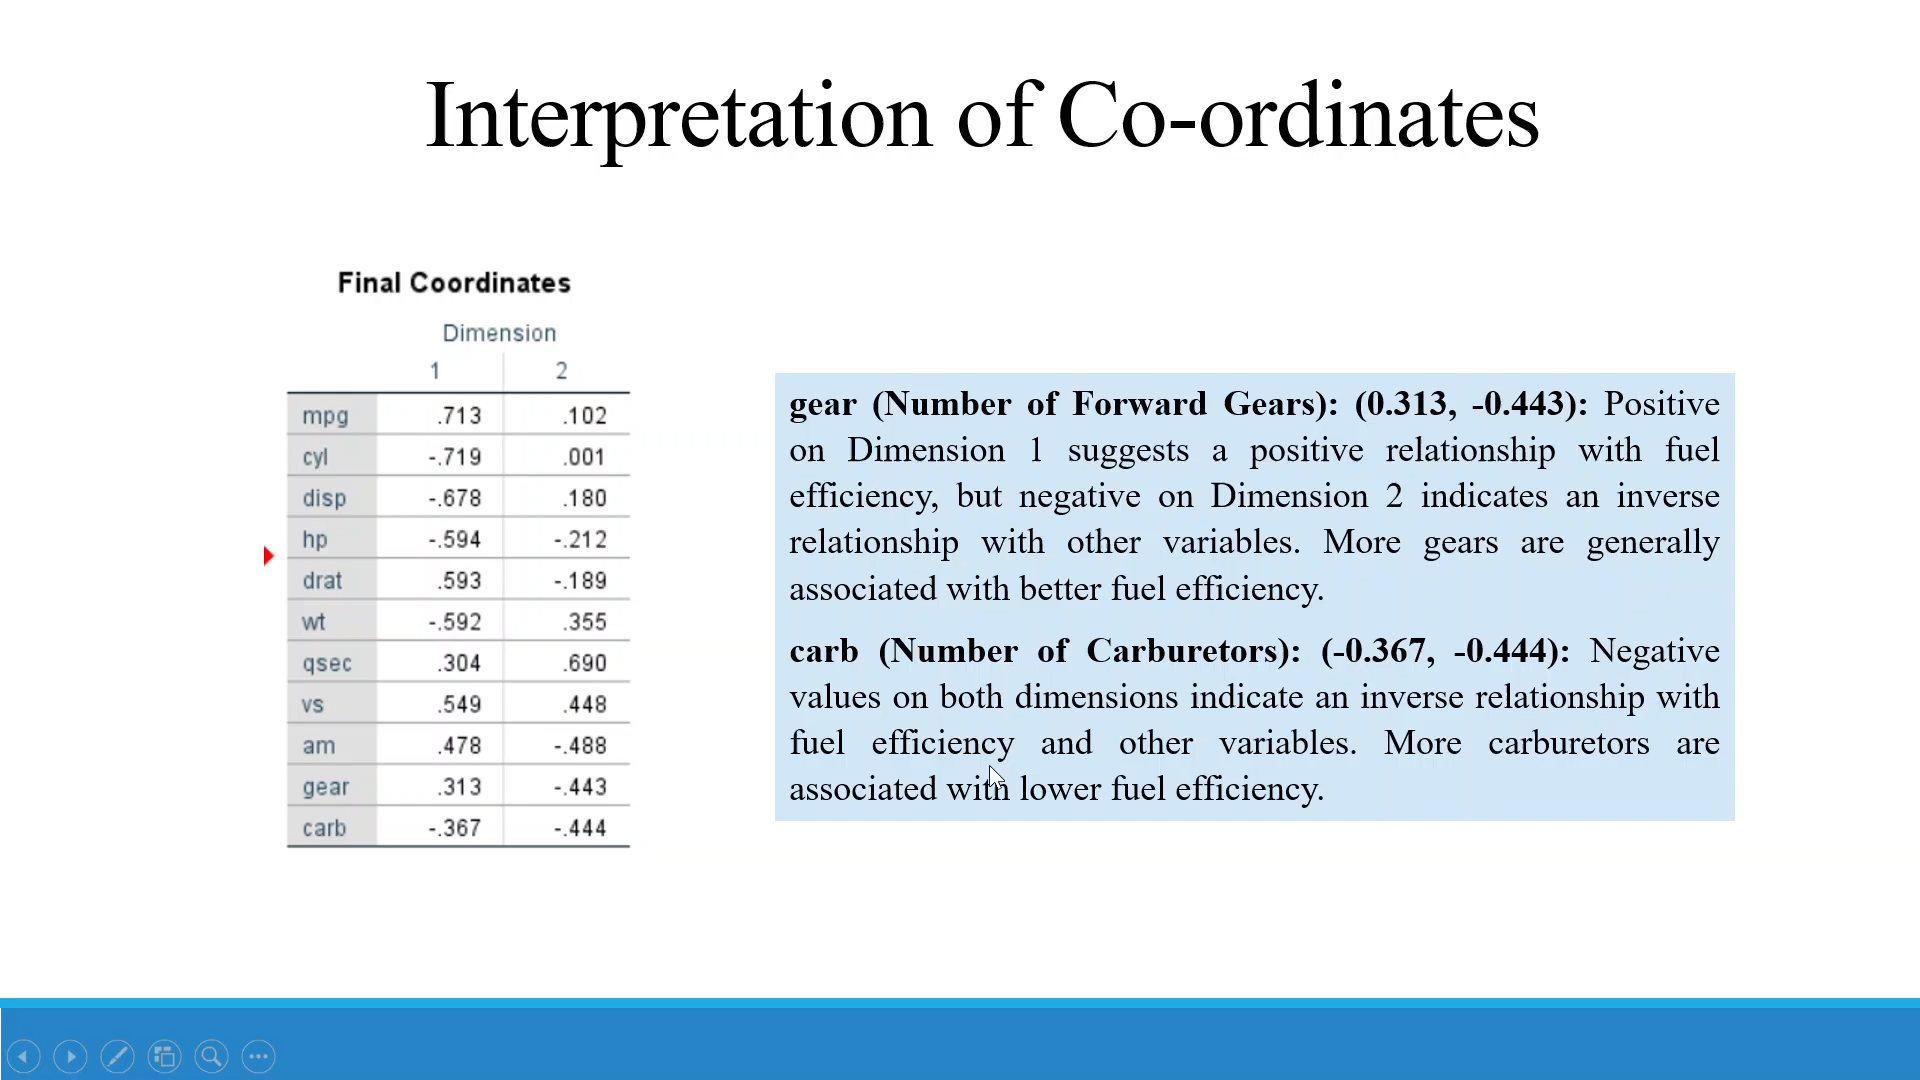 Interpretation of Co-ordinates
Final Coordinates
Dimension
1 2
mpg .713 .102
cyl -.719 .001
disp -.678 .180
hp -.594 -.212
drat .593 -.189
wt -.592 .355
qsec .304 .690
vs .549 .448
am .478 -.488
gear .313 -.443
carb -.367 -.444
gear (Number of Forward Gears): (0.313, -0.443): Positive
on Dimension 1 suggests a positive relationship with fuel
efficiency, but negative on Dimension 2 indicates an inverse
relationship with other variables. More gears are generally
associated with better fuel efficiency.
carb (Number of Carburetors): (-0.367, -0.444): Negative
values on both dimensions indicate an inverse relationship with
fuel efficiency and other variables. More carburetors are
associated with lower fuel efficiency.